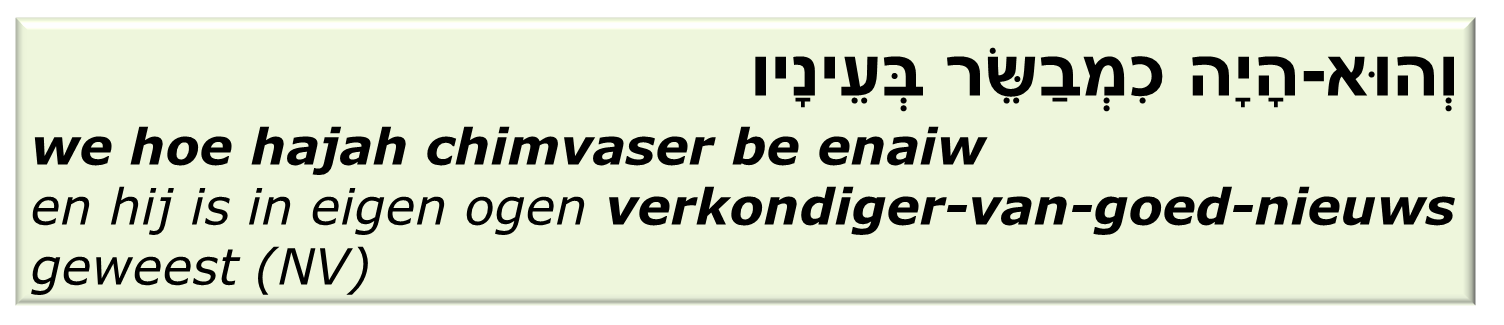 וְהוּא-הָיָה כִמְבַשֵּׂר בְּעֵינָיו
we hoe hajah chimvaser be enaiw
en hij is in eigen ogen verkondiger-van-goed-nieuws
geweest (NV)